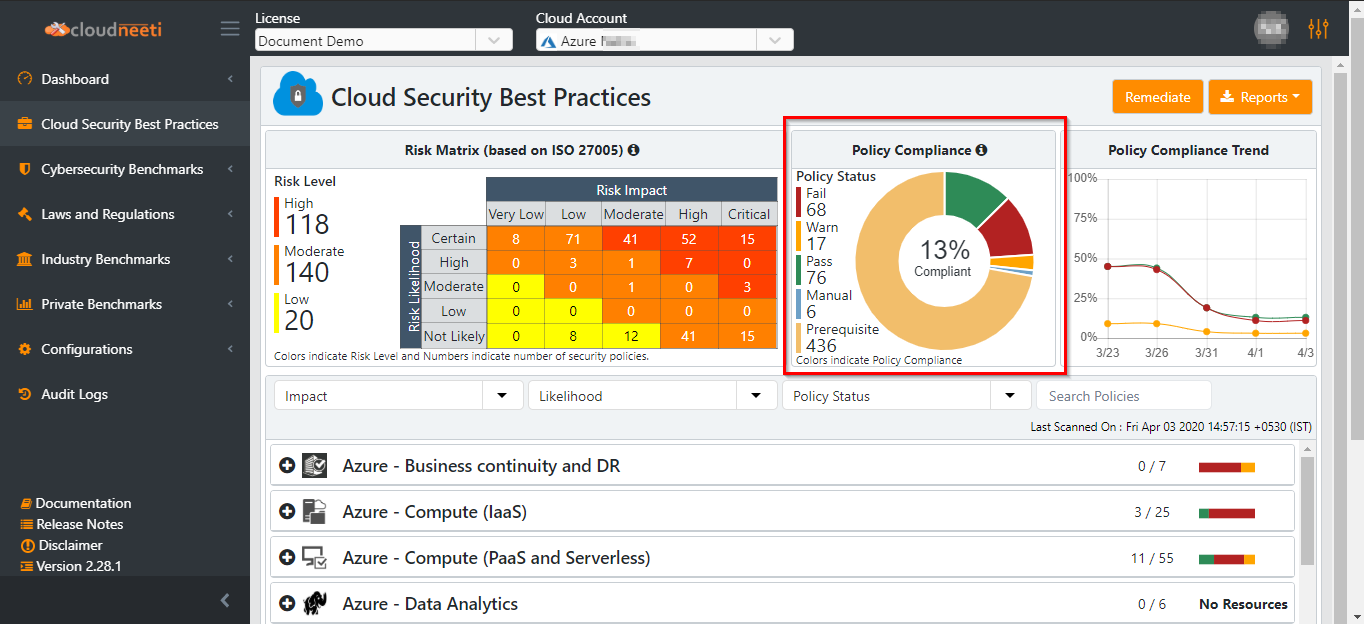 cloudneeti
License
Document Demo
Cloud Account
Azure
Dashboard
Cloud Security Best Practices
Cybersecurity Benchmarks
Laws and Regulations
Industry Benchmarks
Private Benchmarks
Configurations
Audit Logs
Documentation
Release Notes
Disclaimer
Version 2.28.1
Cloud Security Best Practices
Remediate
Reports
Risk Matrix (based on ISO 27005)
Risk Level
High
118
Moderate
140
Low
20
Risk Impact
Very Low Low Moderate High Critical
Risk Likelihood
Certain 8 71 41 52 15
High 0 3 1 7 0
Moderate 0 0 1 0 3
Low 0 0 0 0 0
Not Likely 0 8 12 41 15
Colors indicate Risk Level and Numbers indicate number of security policies.
Policy Compliance
Policy Status
Fail
68
Warn
17
Pass
76
Manual
6
Prerequisite
436
13%
Compliant
Colors indicate Policy Compliance
Policy Compliance Trend
100%
75%
50%
25%
0%
3/23 3/26 3/31 4/1 4/3
Impact
Likelihood
Policy Status
Search Policies
Last Scanned On : Fri Apr 03 2020 14:57:15 +0530 (IST)
Azure - Business continuity and DR 0 / 7
Azure - Compute (IaaS) 3 / 25
Azure - Compute (PaaS and Serverless) 11 / 55
Azure - Data Analytics 0 / 6 No Resources